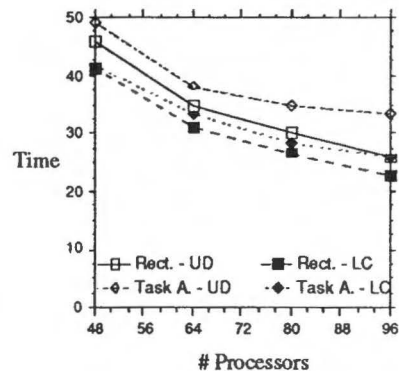 50
40
30
Time
20
10
0
Rect. - UD
Rect. - LC
Task A. - UD
Task A. - LC
48 56 64 72 80 88 96
# Processors